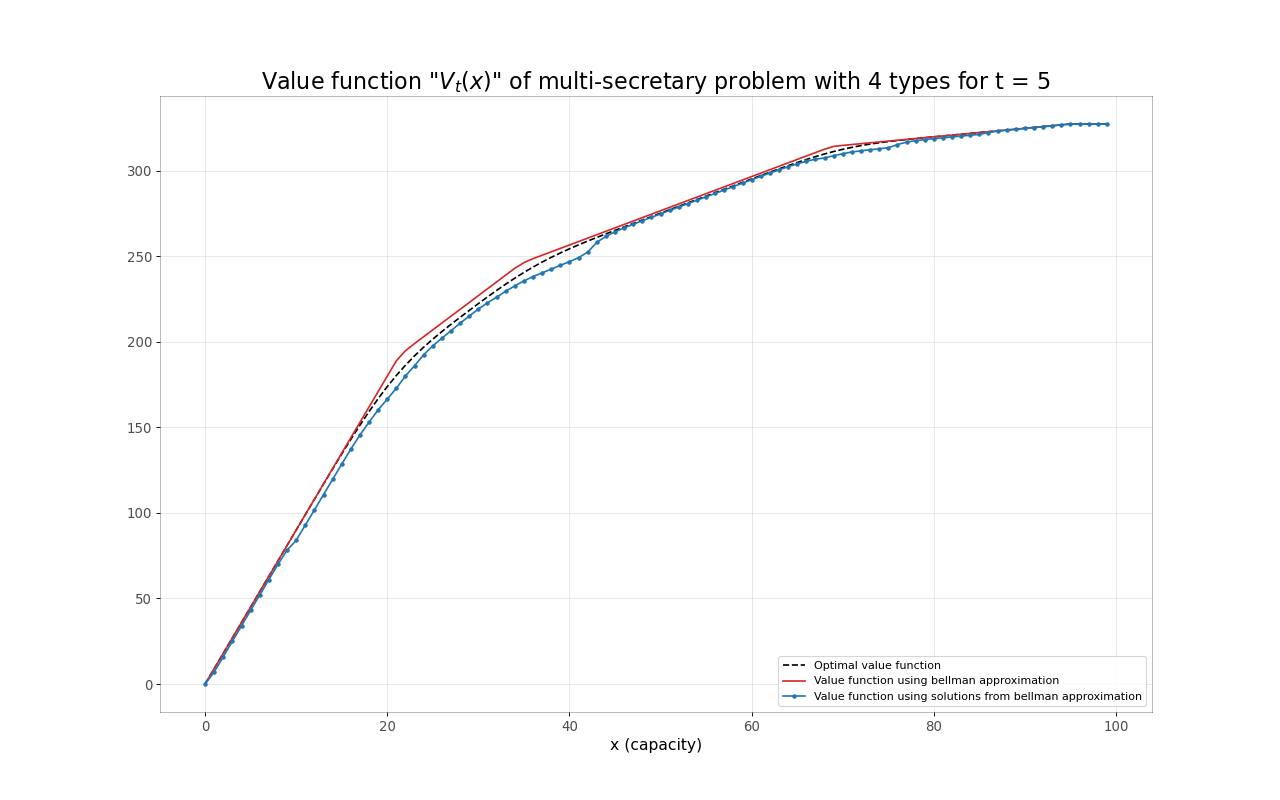 Value function "V_t(x)" of multi-secretary problem with 4 types for t = 5
300
250
200
150
100
50
0
0 20 40 60 80 100
x (capacity)
Optimal value function
Value function using bellman approximation
Value function using solutions from bellman approximation